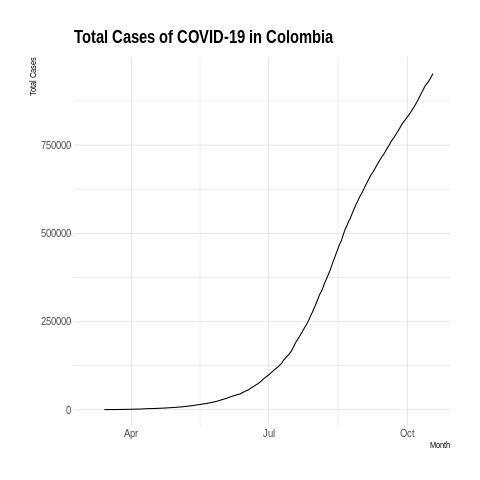 Total Cases of COVID-19 in Colombia
Total Cases
750000
500000
250000
0
Apr Jul Oct
Month